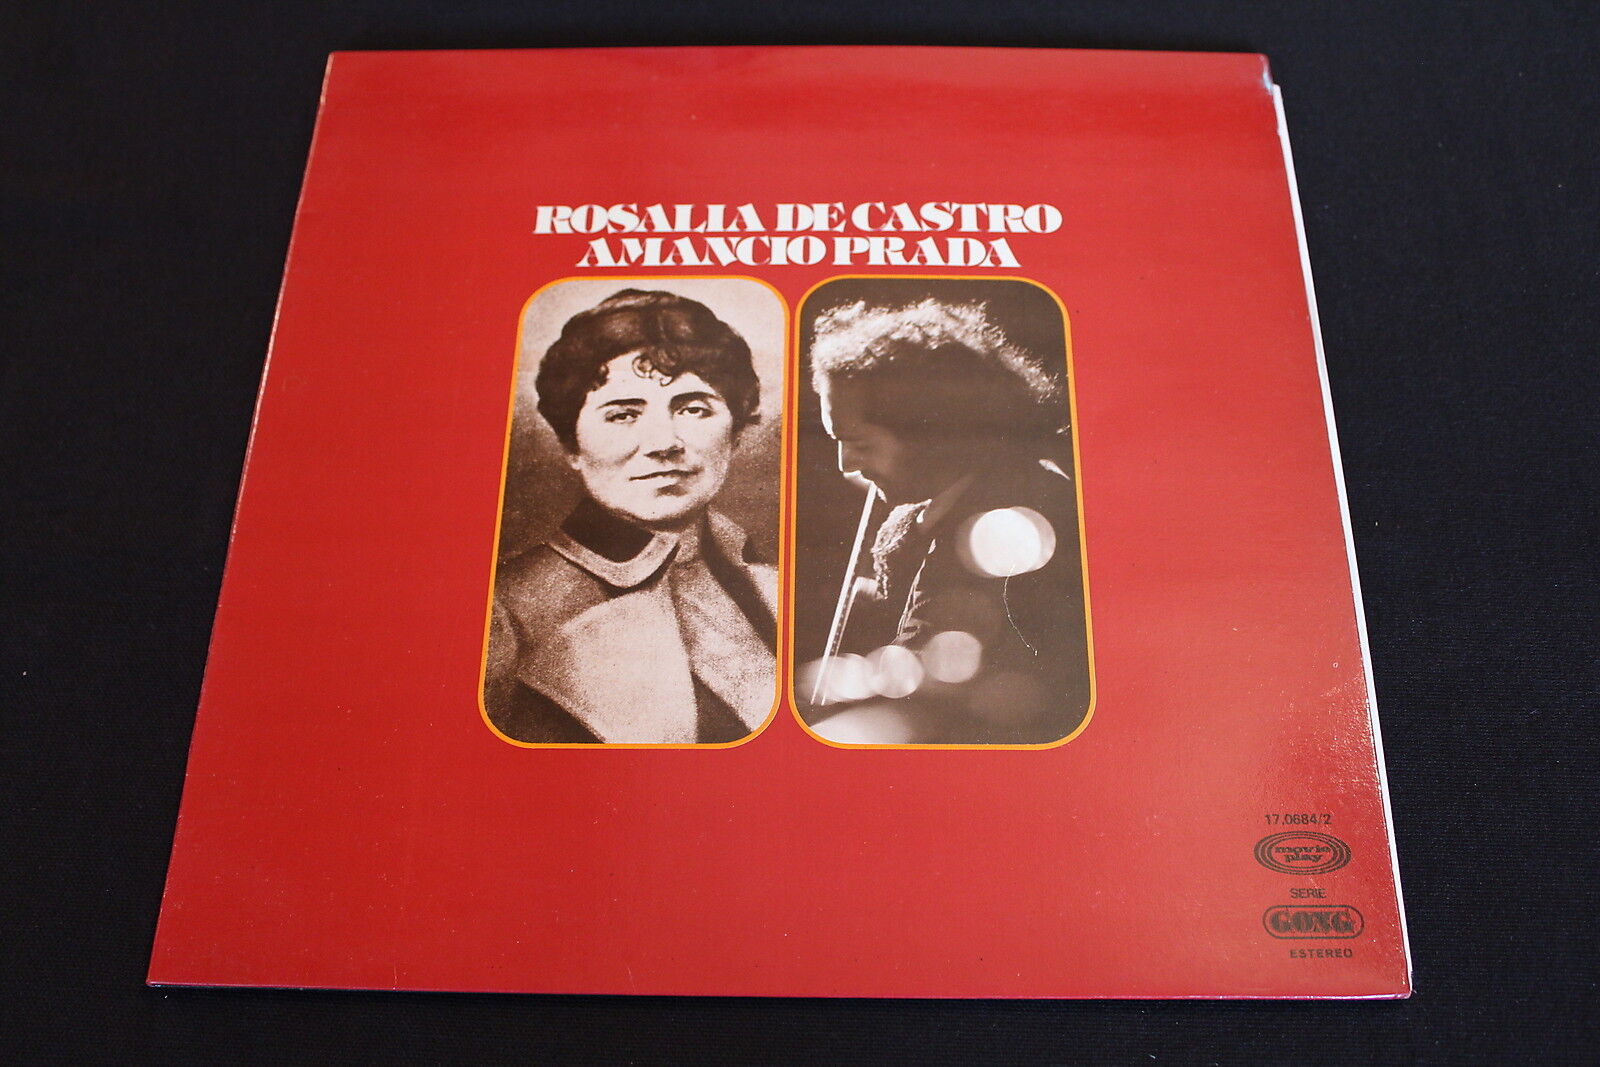 ROSALIA DE CASTRO
AMANCIO PRADA
17.0684/2
movie
play
SERIE
GONG
ESTEREO